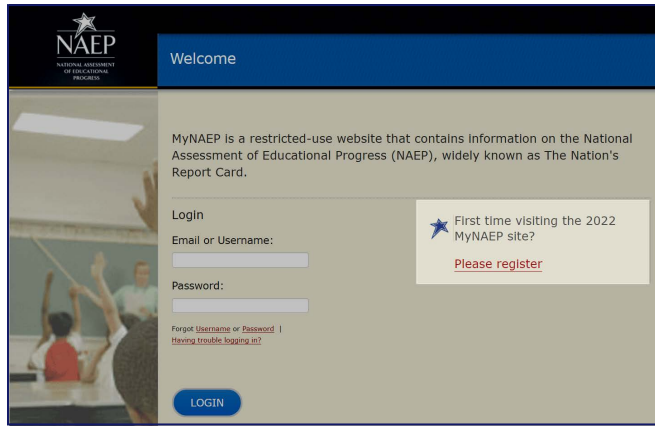 NAEP
NATIONAL ASSESSMENT
OF EDUCATIONAL
PROGRESS
Welcome
MyNAEP is a restricted-use website that contains information on the National
Assessment of Educational Progress (NAEP), widely known as The Nation's
Report Card.
Login
Email or Username:
Password:
Forgot Username or Password |
Having trouble logging in?
LOGIN
First time visiting the 2022
MyNAEP site?
Please register